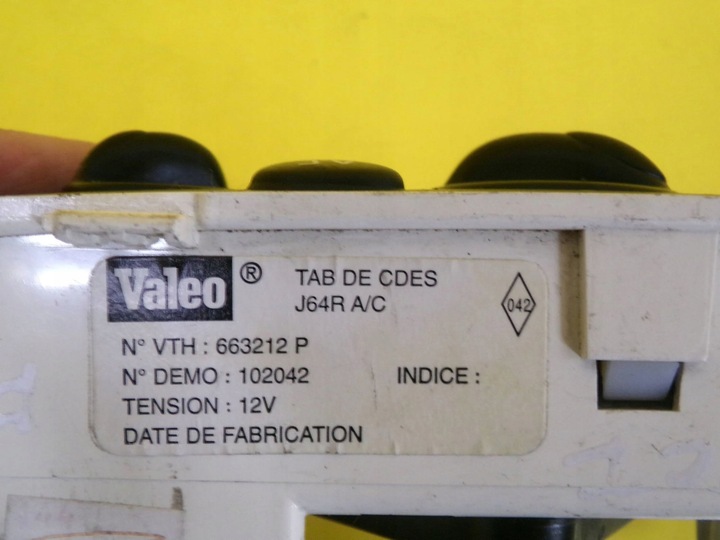 Valeo ® TAB DE CDES
J64R A/C
042
N° VTH : 663212 P
N° DEMO : 102042 INDICE :
TENSION : 12V
DATE DE FABRICATION